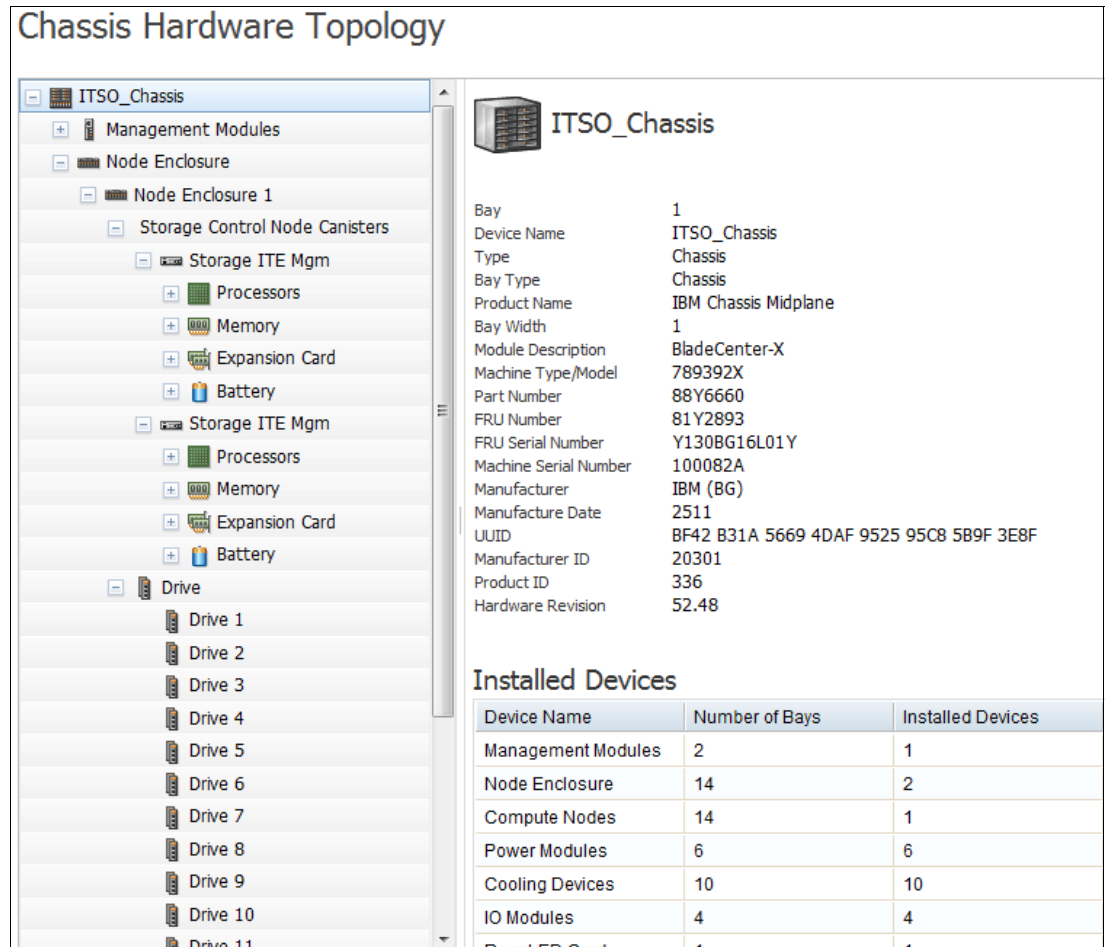 Chassis Hardware Topology
ITSO_Chassis
Management Modules
Node Enclosure
Node Enclosure 1
Storage Control Node Canisters
Storage ITE Mgm
Processors
Memory
Expansion Card
Battery
Storage ITE Mgm
Processors
Memory
Expansion Card
Battery
Drive
Drive 1
Drive 2
Drive 3
Drive 4
Drive 5
Drive 6
Drive 7
Drive 8
Drive 9
Drive 10
Drive 11
ITSO_Chassis
Bay 1
Device Name ITSO_Chassis
Type Chassis
Bay Type Chassis
Product Name IBM Chassis Midplane
Bay Width 1
Module Description BladeCenter-X
Machine Type/Model 789392X
Part Number 88Y6660
FRU Number 81Y2893
FRU Serial Number Y130BG16L01Y
Machine Serial Number 100082A
Manufacturer IBM (BG)
Manufacture Date 2511
UUID BF42 B31A 5669 4DAF 9525 95C8 5B9F 3E8F
Manufacturer ID 20301
Product ID 336
Hardware Revision 52.48
Installed Devices
Device Name Number of Bays Installed Devices
Management Modules 2 1
Node Enclosure 14 2
Compute Nodes 14 1
Power Modules 6 6
Cooling Devices 10 10
IO Modules 4 4